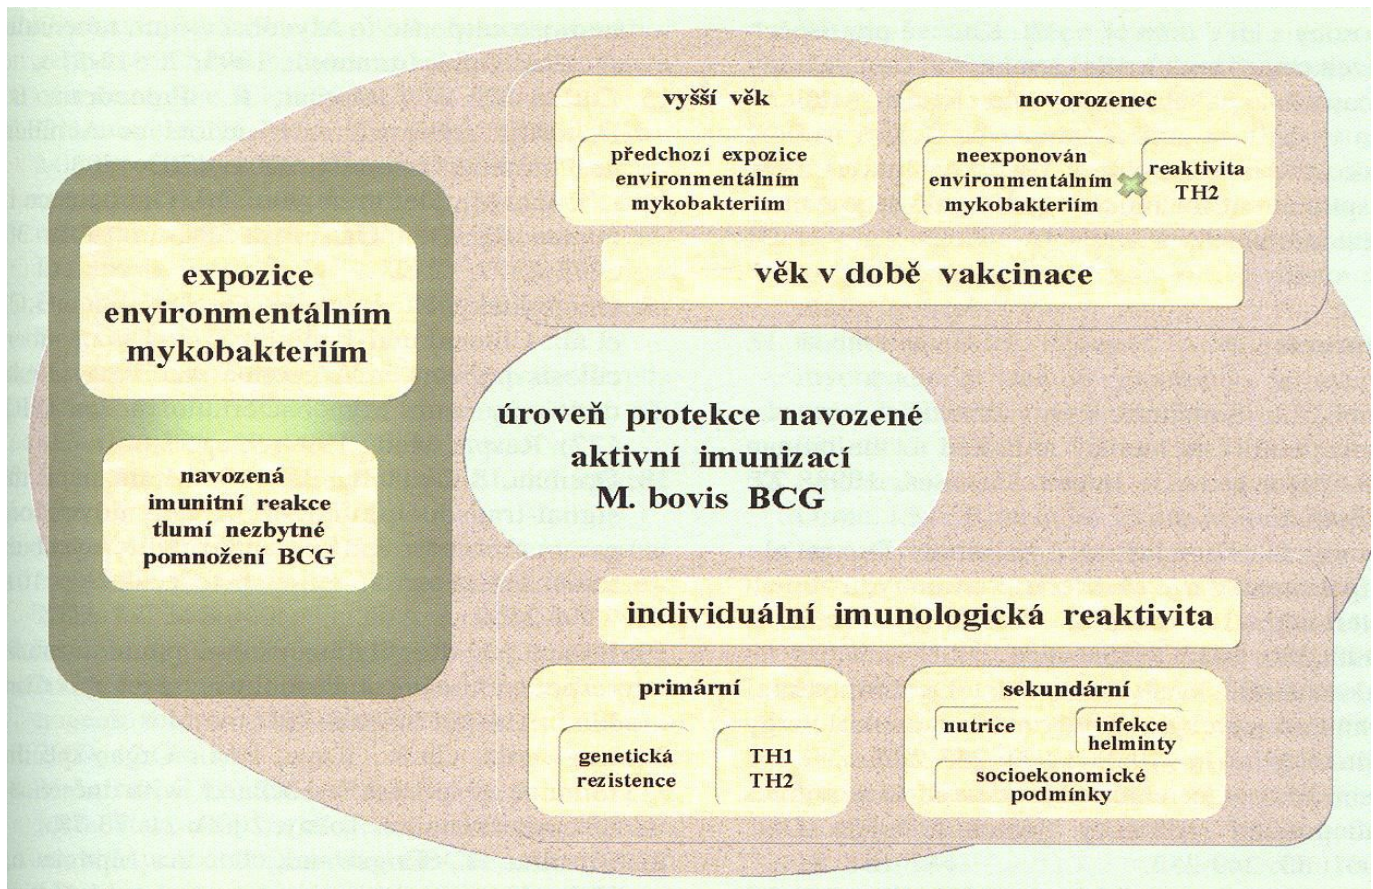 vyšší věk
předchozí expozice
environmentálním
mykobakteriím
novorozenec
neexponován
environmentálním
mykobakteriím
reaktivita
TH2
věk v době vakcinace
expozice
environmentálním
mykobakteriím
navozená
imunitní reakce
tlumí nezbytné
pomnožení BCG
úroveň protekce navozené
aktivní imunizací
M. bovis BCG
individuální imunologická reaktivita
primární
genetická
rezistence
TH1
TH2
sekundární
nutrice
infekce
helminty
socioekonomické
podmínky